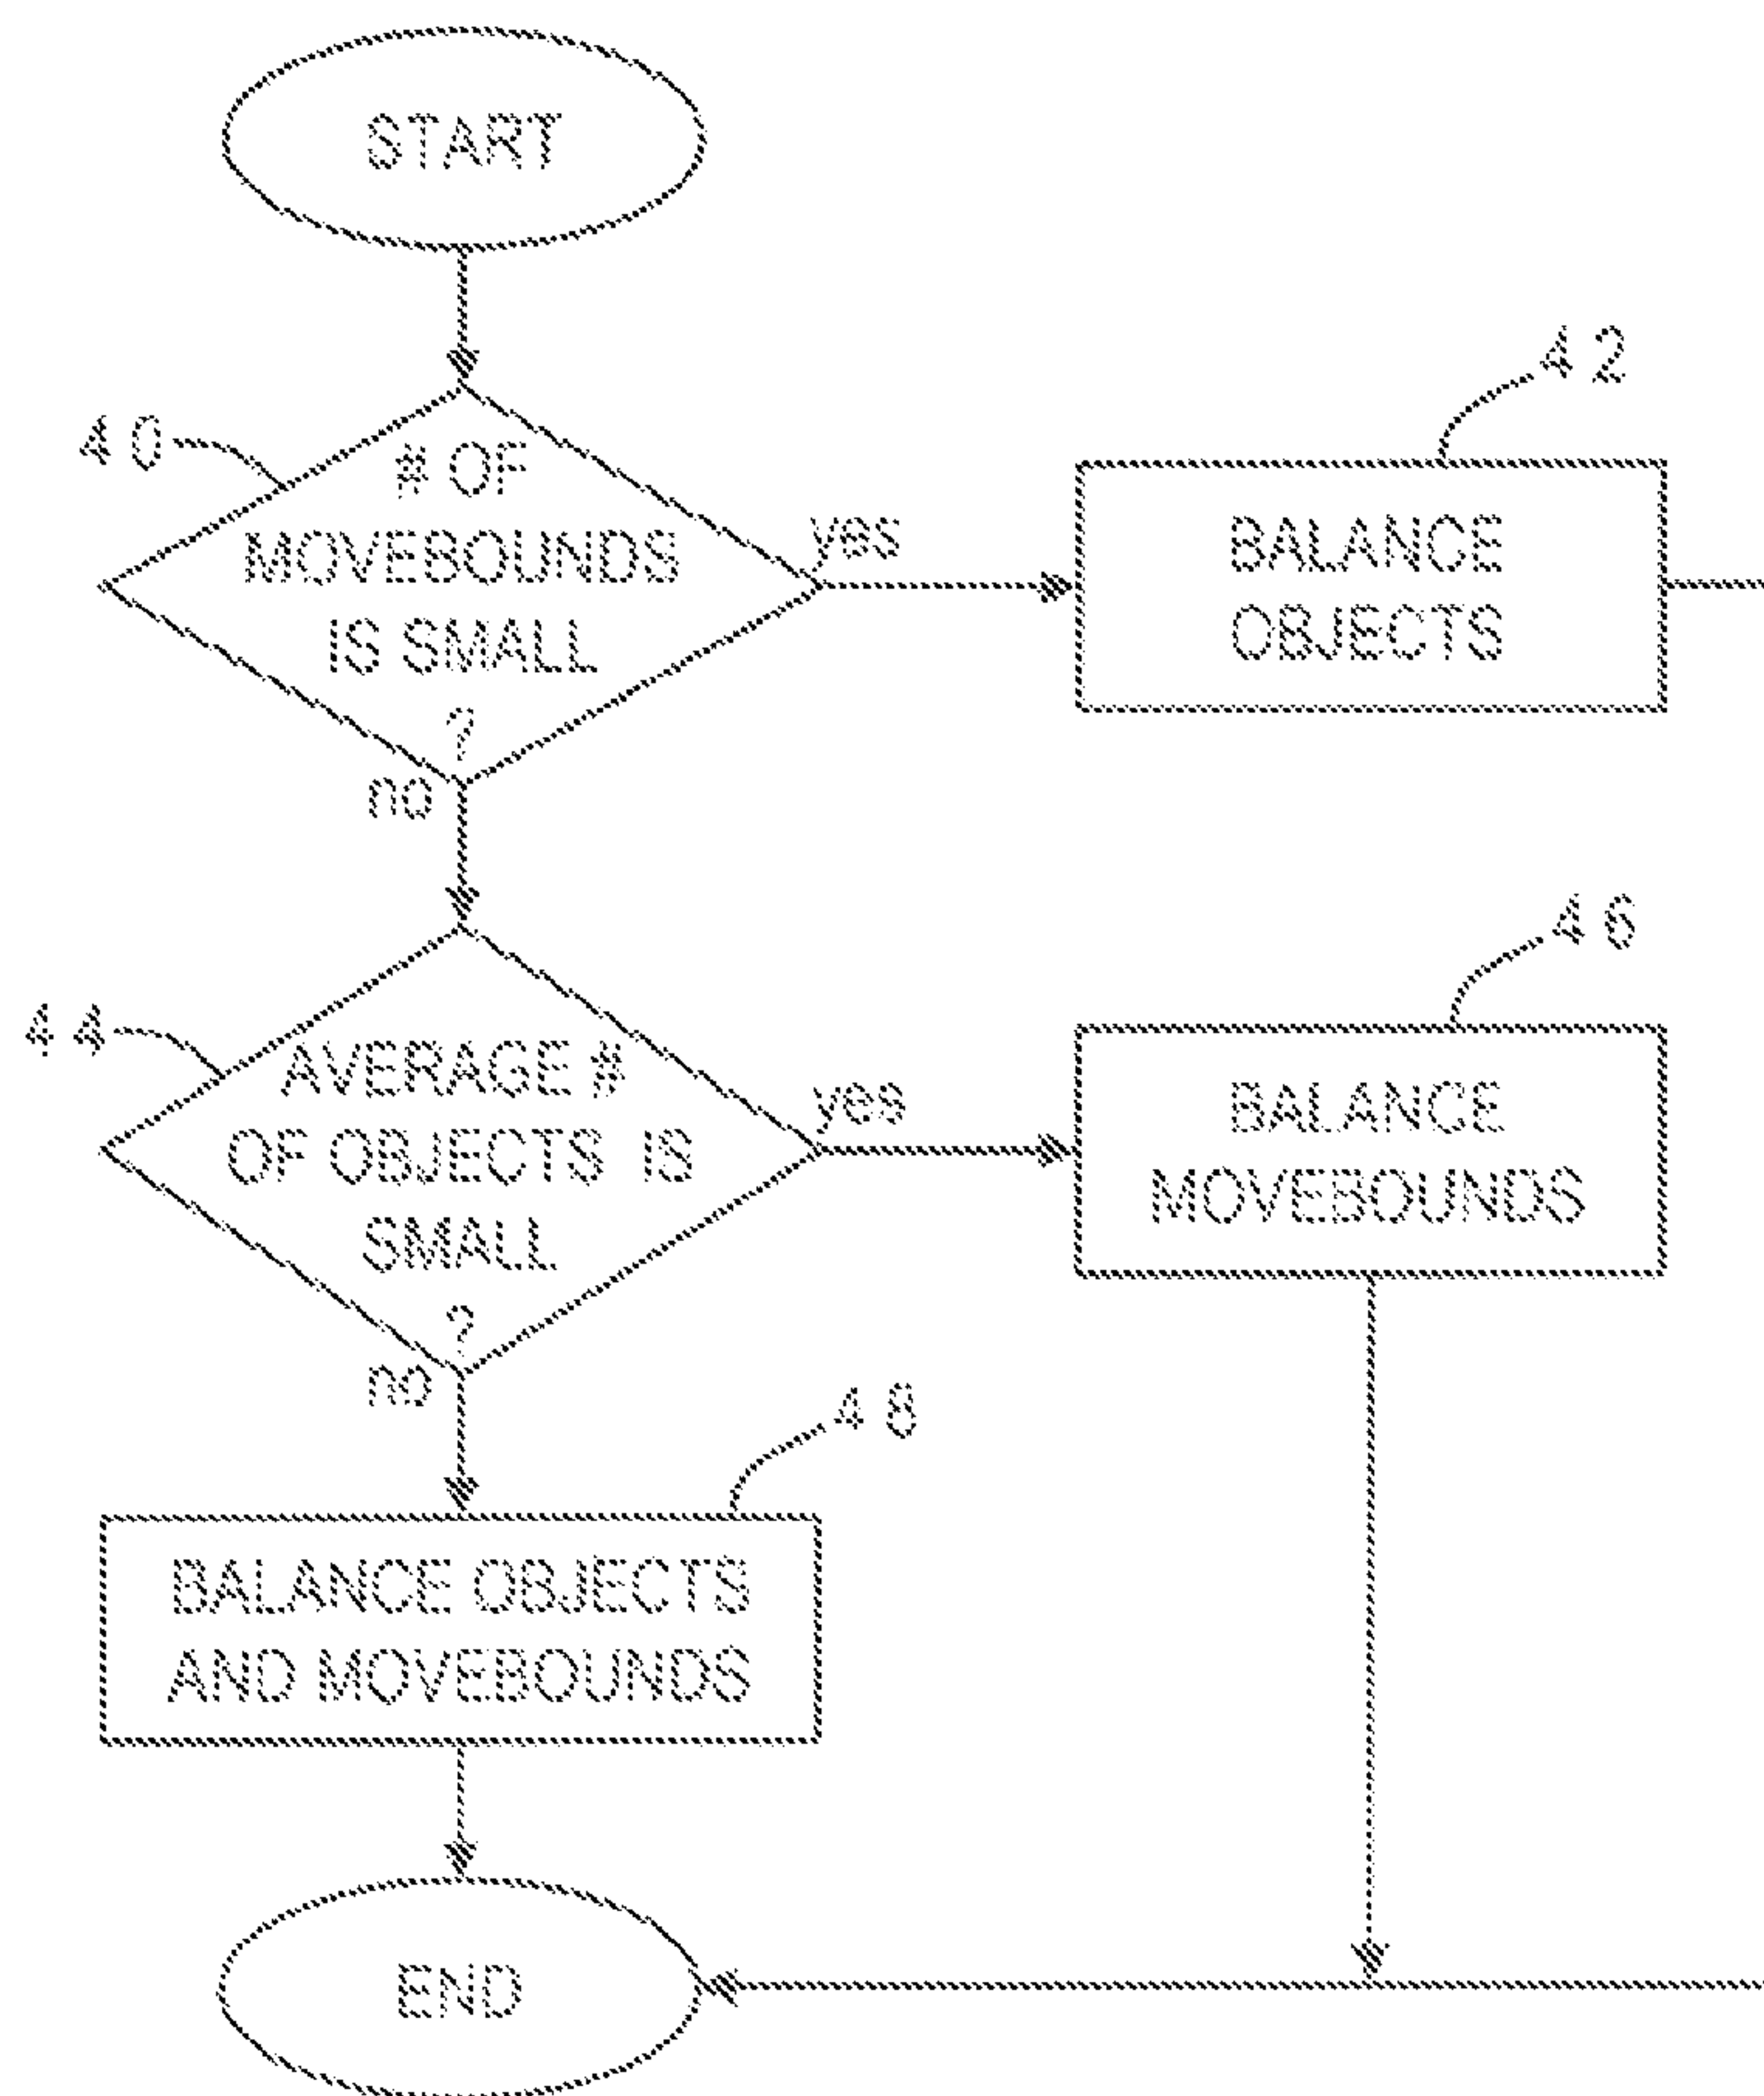 START
40
# OF
MOVEBOUNDS
IS SMALL
?
yes
no
42
BALANCE
OBJECTS
44
AVERAGE #
OF OBJECTS IS
SMALL
?
yes
no
46
BALANCE
MOVEBOUNDS
48
BALANCE OBJECTS
AND MOVEBOUNDS
END